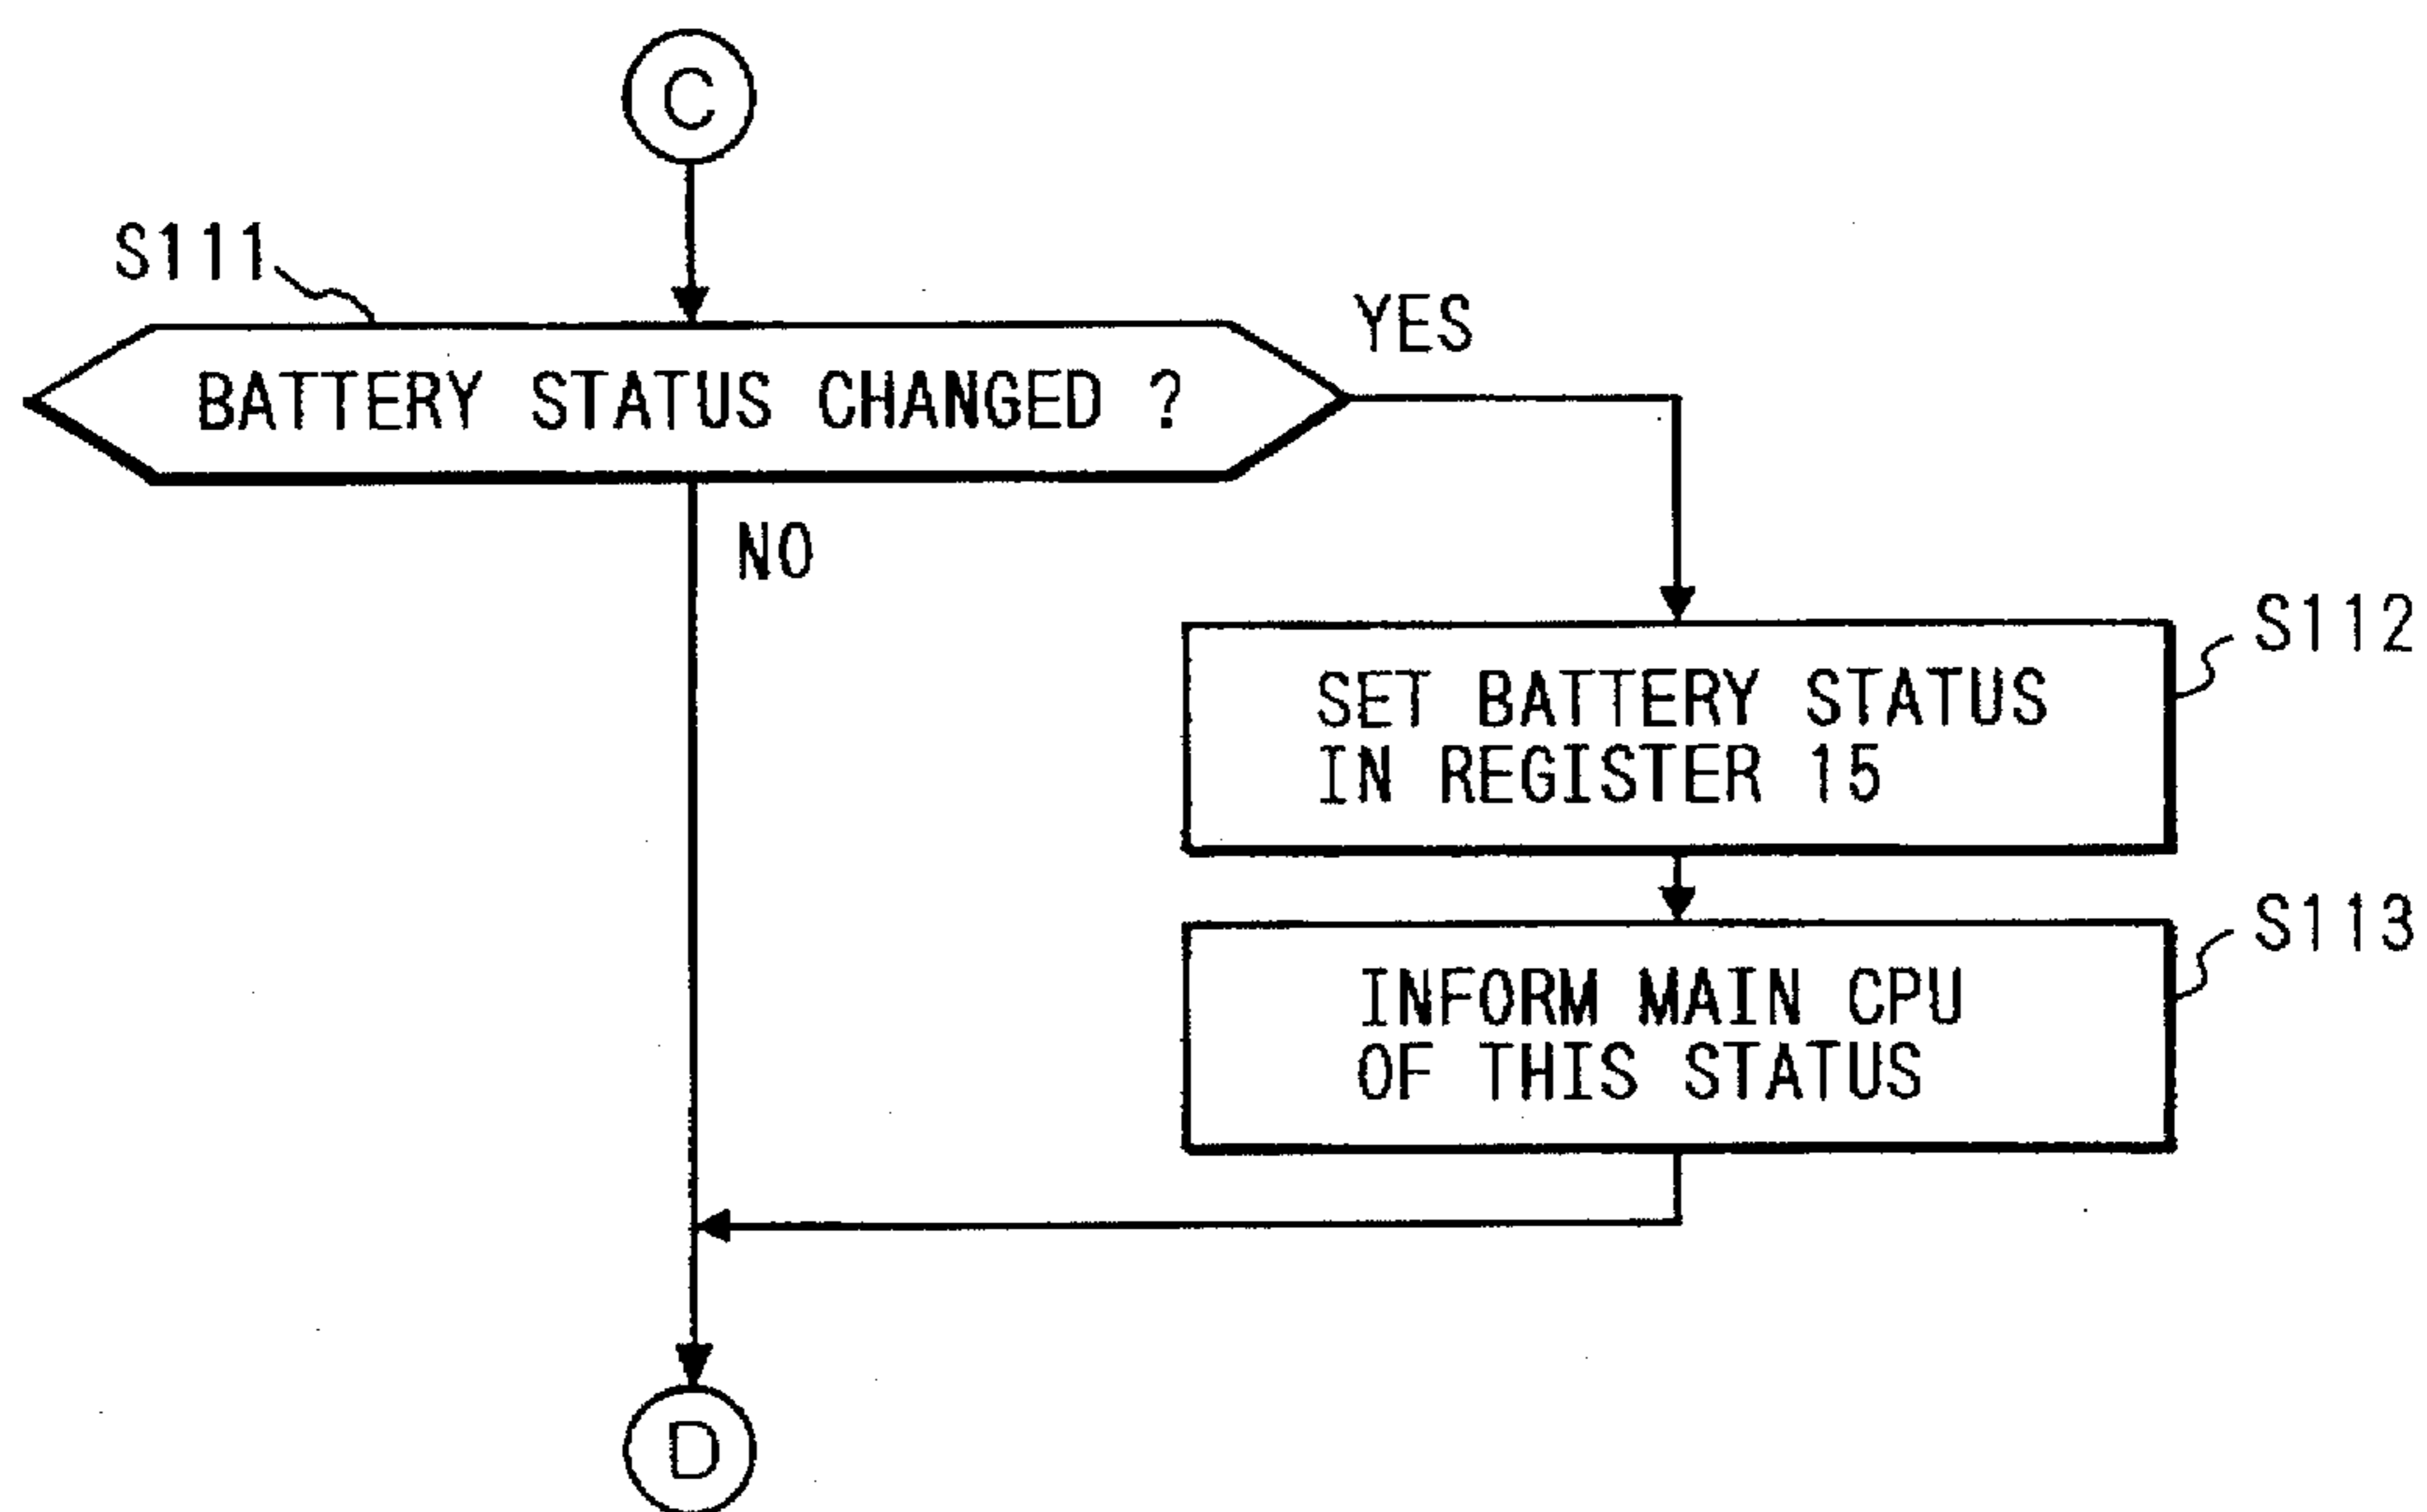 C
S111
BATTERY STATUS CHANGED ?
YES
NO
SET BATTERY STATUS
IN REGISTER 15
S112
INFORM MAIN CPU
OF THIS STATUS
S113
D